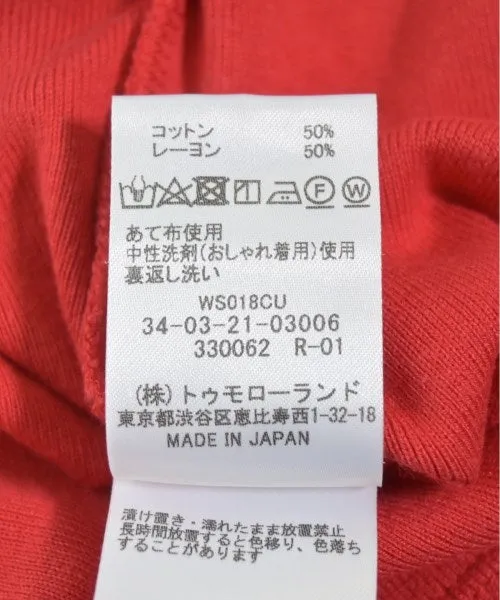 コットン 50%
レーヨン 50%
F W
あて布使用
中性洗剤(おしゃれ着用)使用
裏返し洗い
WS018CU
34-03-21-03006
330062 R-01
(株)トゥモローランド
東京都渋谷区恵比寿西1-32-18
MADE IN JAPAN
漬け置き・濡れたまま放置禁止
長時間放置すると色移り、色落ち
することがあります